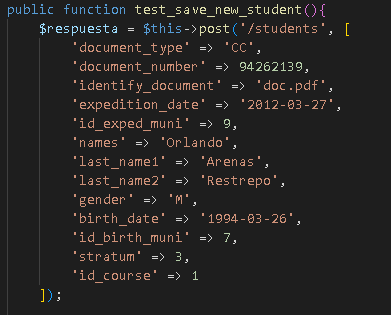 public function test_save_new_student(){
$respuesta = $this->post('/students', [
'document_type' => 'CC',
'document_number' => 94262139,
'identify_document' => 'doc.pdf',
'expedition_date' => '2012-03-27',
'id_exped_muni' => 9,
'names' => 'Orlando',
'last_name1' => 'Arenas',
'last_name2' => 'Restrepo',
'gender' => 'M',
'birth_date' => '1994-03-26',
'id_birth_muni' => 7,
'stratum' => 3,
'id_course' => 1
]);